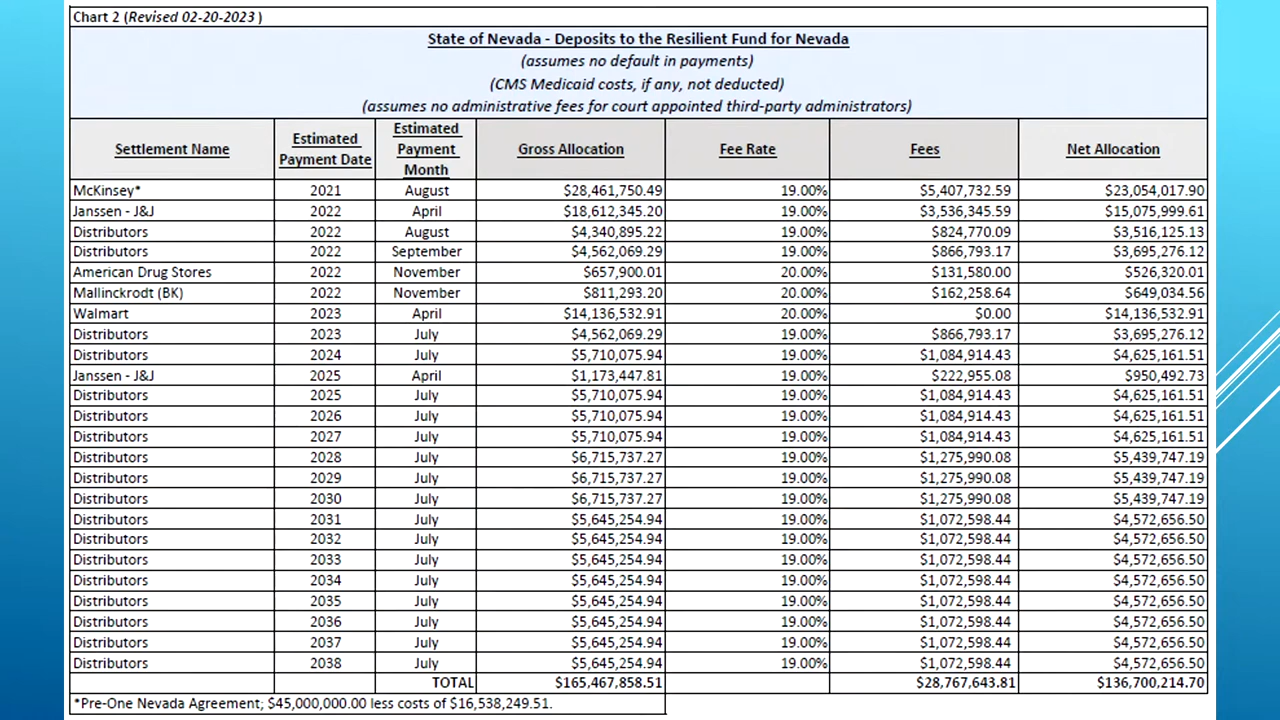 Chart 2 (Revised 02-20-2023 )
State of Nevada - Deposits to the Resilient Fund for Nevada
(assumes no default in payments)
(CMS Medicaid costs, if any, not deducted)
(assumes no administrative fees for court appointed third-party administrators)
Settlement Name Estimated Payment Date Estimated Payment Month Gross Allocation Fee Rate Fees Net Allocation
McKinsey* 2021 August $28,461,750.49 19.00% $5,407,732.59 $23,054,017.90
Janssen - J&J 2022 April $18,612,345.20 19.00% $3,536,345.59 $15,075,999.61
Distributors 2022 August $4,340,895.22 19.00% $824,770.09 $3,516,125.13
Distributors 2022 September $4,562,069.29 19.00% $866,793.17 $3,695,276.12
American Drug Stores 2022 November $657,900.01 20.00% $131,580.00 $526,320.01
Mallinckrodt (BK) 2022 November $811,293.20 20.00% $162,258.64 $649,034.56
Walmart 2023 April $14,136,532.91 20.00% $0.00 $14,136,532.91
Distributors 2023 July $4,562,069.29 19.00% $866,793.17 $3,695,276.12
Distributors 2024 July $5,710,075.94 19.00% $1,084,914.43 $4,625,161.51
Janssen - J&J 2025 April $1,173,447.81 19.00% $222,955.08 $950,492.73
Distributors 2025 July $5,710,075.94 19.00% $1,084,914.43 $4,625,161.51
Distributors 2026 July $5,710,075.94 19.00% $1,084,914.43 $4,625,161.51
Distributors 2027 July $5,710,075.94 19.00% $1,084,914.43 $4,625,161.51
Distributors 2028 July $6,715,737.27 19.00% $1,275,990.08 $5,439,747.19
Distributors 2029 July $6,715,737.27 19.00% $1,275,990.08 $5,439,747.19
Distributors 2030 July $6,715,737.27 19.00% $1,275,990.08 $5,439,747.19
Distributors 2031 July $5,645,254.94 19.00% $1,072,598.44 $4,572,656.50
Distributors 2032 July $5,645,254.94 19.00% $1,072,598.44 $4,572,656.50
Distributors 2033 July $5,645,254.94 19.00% $1,072,598.44 $4,572,656.50
Distributors 2034 July $5,645,254.94 19.00% $1,072,598.44 $4,572,656.50
Distributors 2035 July $5,645,254.94 19.00% $1,072,598.44 $4,572,656.50
Distributors 2036 July $5,645,254.94 19.00% $1,072,598.44 $4,572,656.50
Distributors 2037 July $5,645,254.94 19.00% $1,072,598.44 $4,572,656.50
Distributors 2038 July $5,645,254.94 19.00% $1,072,598.44 $4,572,656.50
TOTAL $165,467,858.51 $28,767,643.81 $136,700,214.70
*Pre-One Nevada Agreement; $45,000,000.00 less costs of $16,538,249.51.